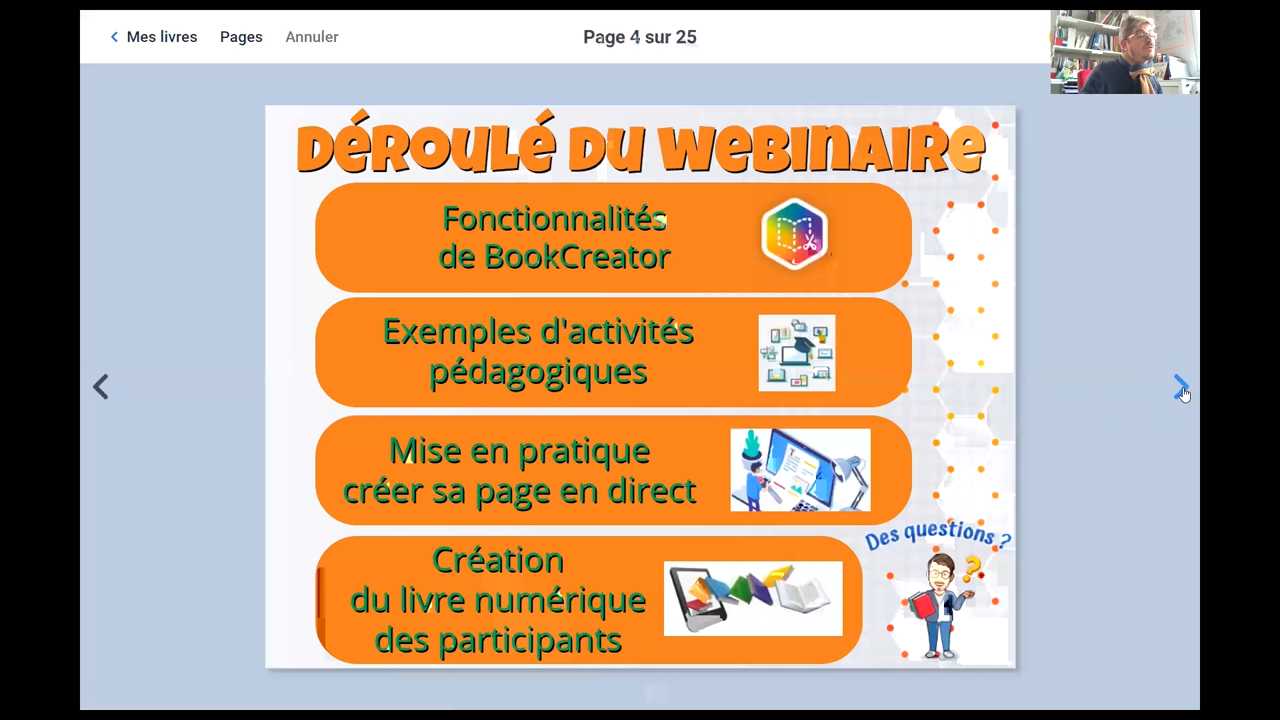 Mes livres
Pages
Annuler
Page 4 sur 25
Déroulé du webinaire
Fonctionnalités
de BookCreator
Exemples d'activités
pédagogiques
Mise en pratique
créer sa page en direct
Création
du livre numérique
des participants
Des questions ?